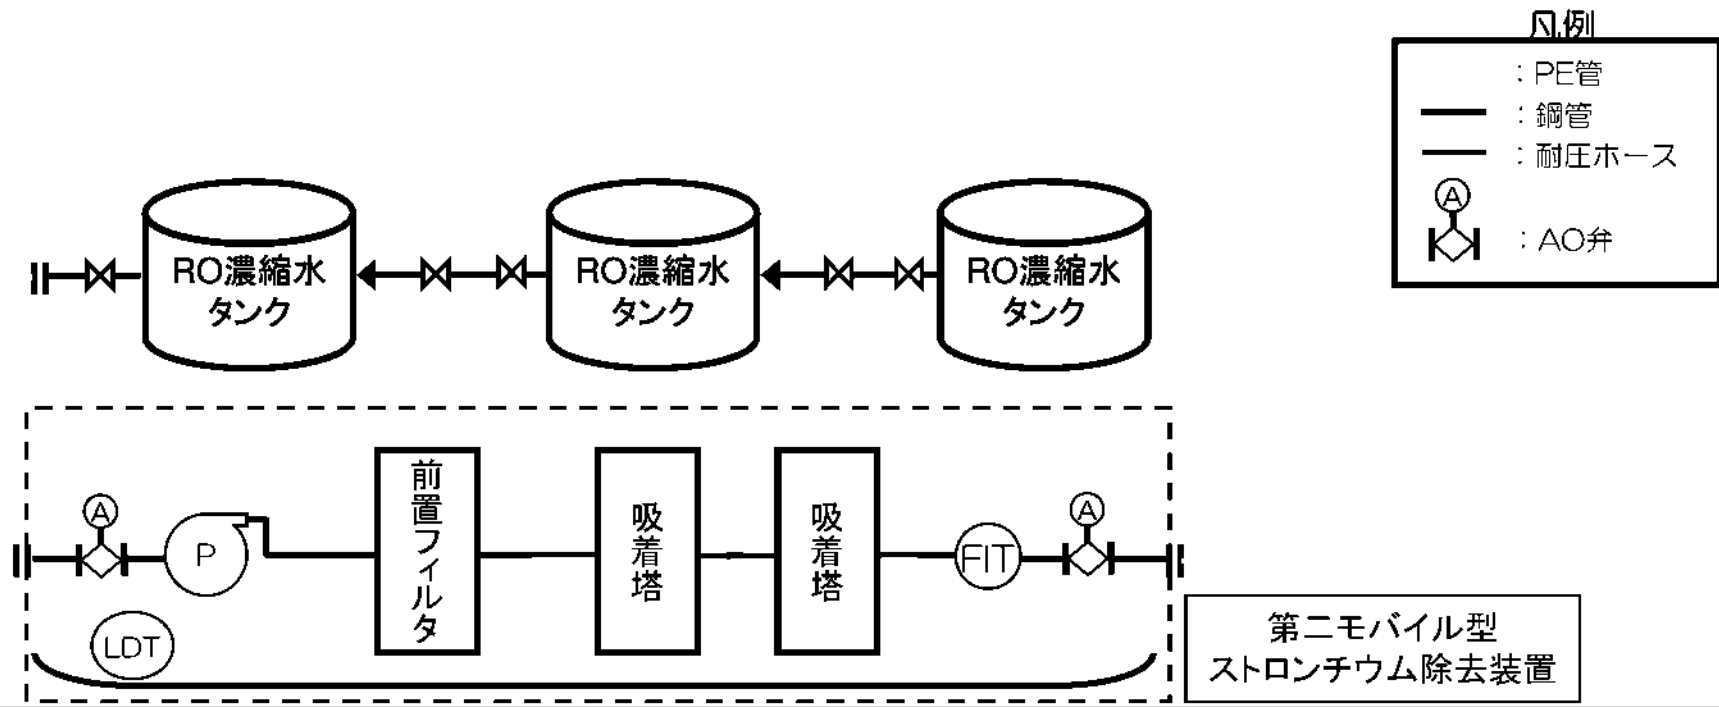 凡例
：PE管
：鋼管
：耐圧ホース
A
：AO弁
RO濃縮水
タンク
RO濃縮水
タンク
RO濃縮水
タンク
A
P
前置フィルタ
吸着塔
吸着塔
FIT
A
LDT
第二モバイル型
ストロンチウム除去装置